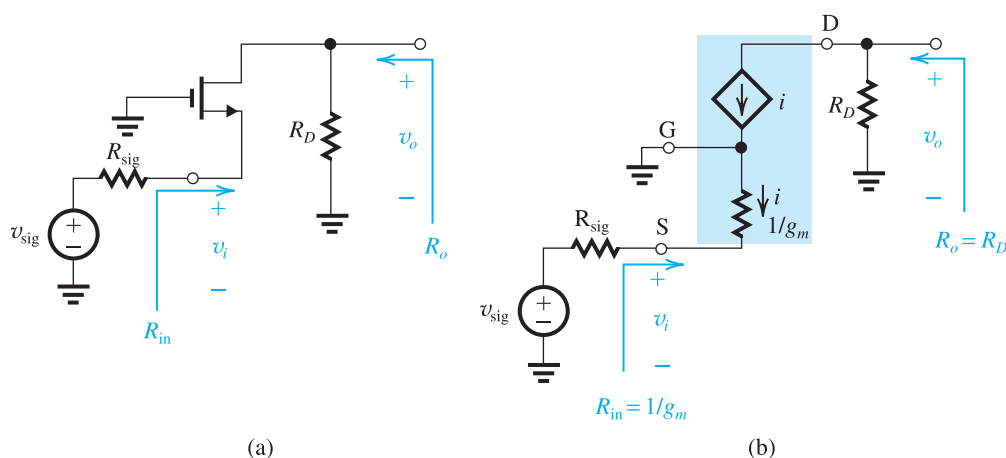 R_sig
v_sig
+
−
+
v_i
−
R_in
R_D
+
v_o
−
R_o
(a)
D
i
G
R_D
+
v_o
−
i
1/g_m
R_sig
S
v_sig
+
−
+
v_i
−
R_o = R_D
R_in = 1/g_m
(b)